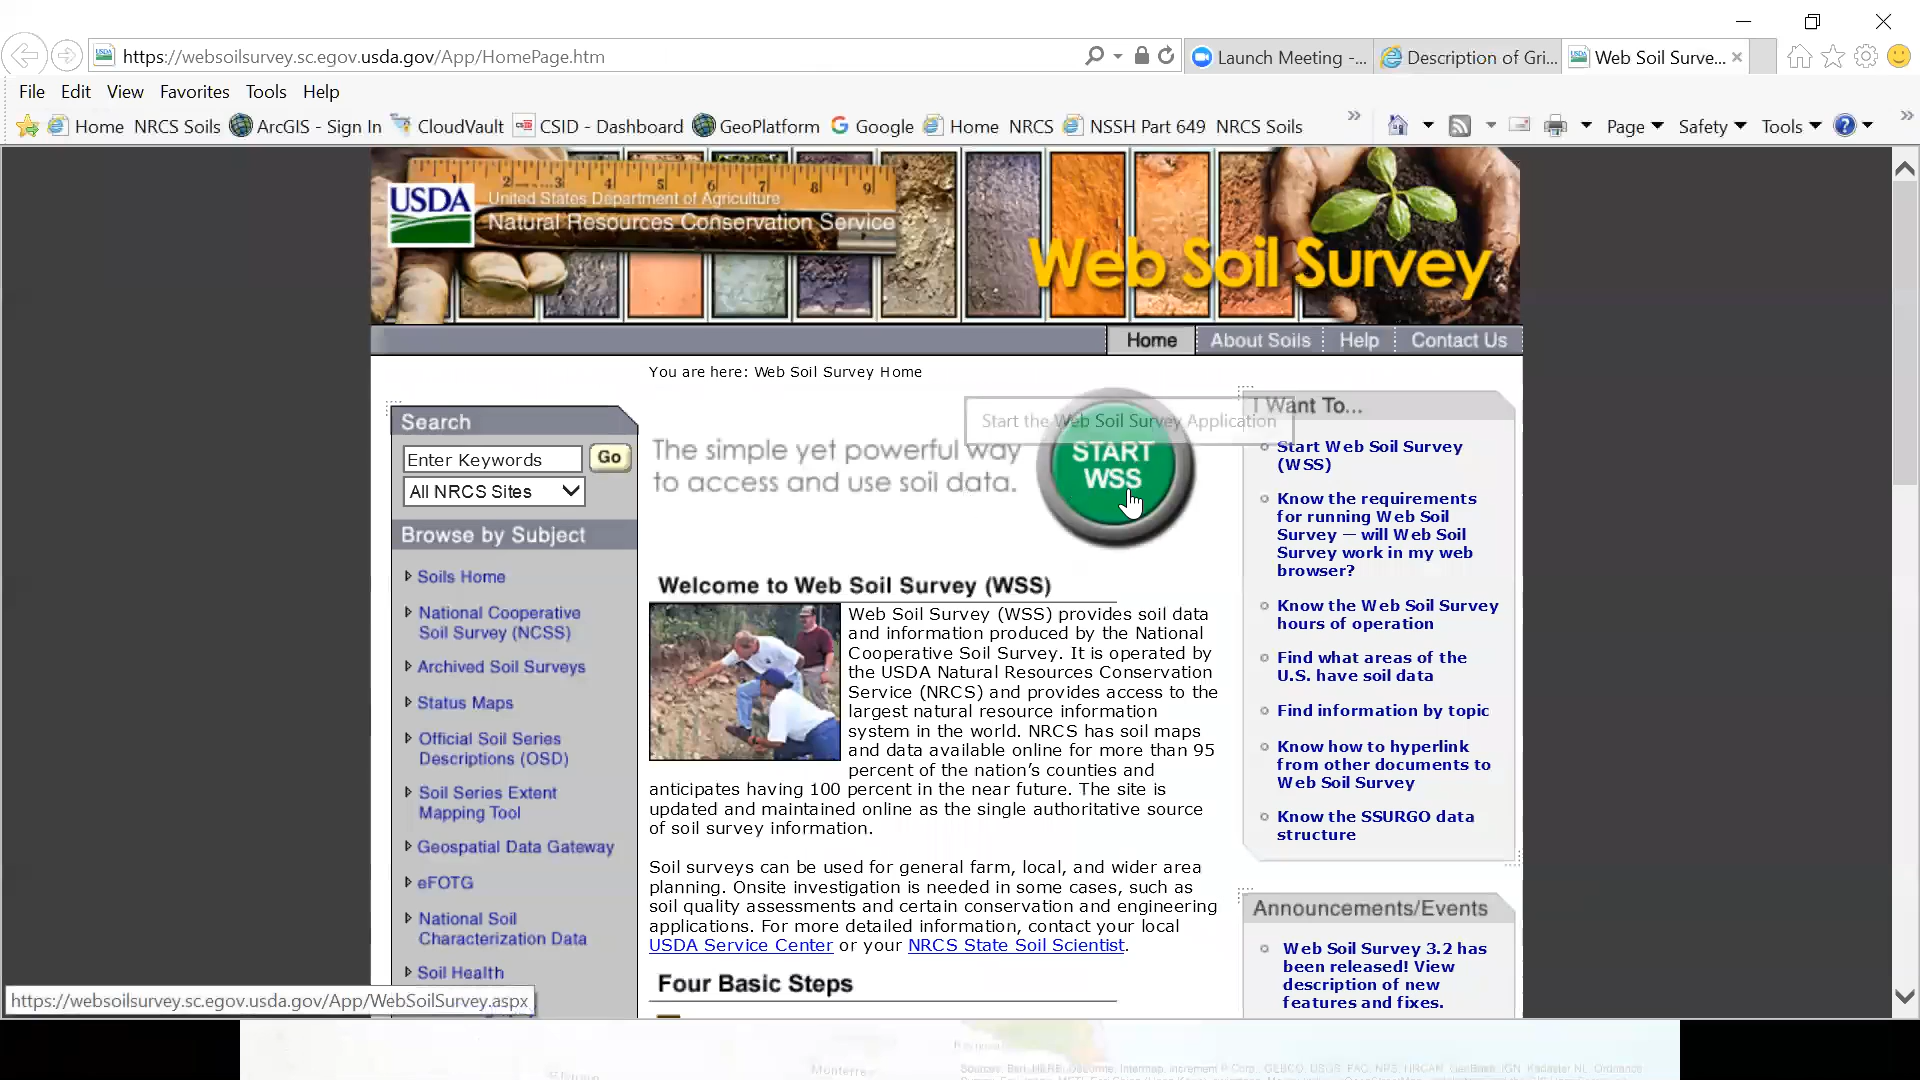 https://websoilsurvey.sc.egov.usda.gov/App/HomePage.htm
Launch Meeting -...
Description of Gri...
Web Soil Surve...
File Edit View Favorites Tools Help
Home NRCS Soils ArcGIS - Sign In CloudVault CSID - Dashboard GeoPlatform Google Home NRCS NSSH Part 649 NRCS Soils
Page Safety Tools
USDA
2 3 4 5 6 7 8 9
United States Department of Agriculture
Natural Resources Conservation Service
Web Soil Survey
Home About Soils Help Contact Us
You are here: Web Soil Survey Home
Search
Enter Keywords Go
All NRCS Sites
Browse by Subject
Soils Home
National Cooperative
Soil Survey (NCSS)
Archived Soil Surveys
Status Maps
Official Soil Series
Descriptions (OSD)
Soil Series Extent
Mapping Tool
Geospatial Data Gateway
eFOTG
National Soil
Characterization Data
Soil Health
https://websoilsurvey.sc.egov.usda.gov/App/WebSoilSurvey.aspx
The simple yet powerful way
to access and use soil data.
Start the Web Soil Survey Application
START
WSS
Welcome to Web Soil Survey (WSS)
Web Soil Survey (WSS) provides soil data
and information produced by the National
Cooperative Soil Survey. It is operated by
the USDA Natural Resources Conservation
Service (NRCS) and provides access to the
largest natural resource information
system in the world. NRCS has soil maps
and data available online for more than 95
percent of the nation's counties and
anticipates having 100 percent in the near future. The site is
updated and maintained online as the single authoritative source
of soil survey information.
Soil surveys can be used for general farm, local, and wider area
planning. Onsite investigation is needed in some cases, such as
soil quality assessments and certain conservation and engineering
applications. For more detailed information, contact your local
USDA Service Center or your NRCS State Soil Scientist.
Four Basic Steps
I Want To...
Start Web Soil Survey
(WSS)
Know the requirements
for running Web Soil
Survey — will Web Soil
Survey work in my web
browser?
Know the Web Soil Survey
hours of operation
Find what areas of the
U.S. have soil data
Find information by topic
Know how to hyperlink
from other documents to
Web Soil Survey
Know the SSURGO data
structure
Announcements/Events
Web Soil Survey 3.2 has
been released! View
description of new
features and fixes.
Monterrey